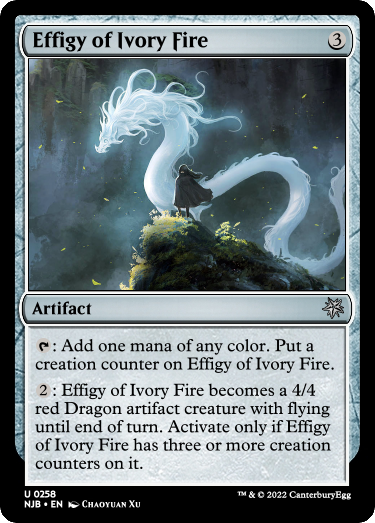 Effigy of Ivory Fire 3
Artifact
: Add one mana of any color. Put a
creation counter on Effigy of Ivory Fire.
2 : Effigy of Ivory Fire becomes a 4/4
red Dragon artifact creature with flying
until end of turn. Activate only if Effigy
of Ivory Fire has three or more creation
counters on it.
U 0258
NJB • EN Chaoyuan Xu
™ & © 2022 CanterburyEgg